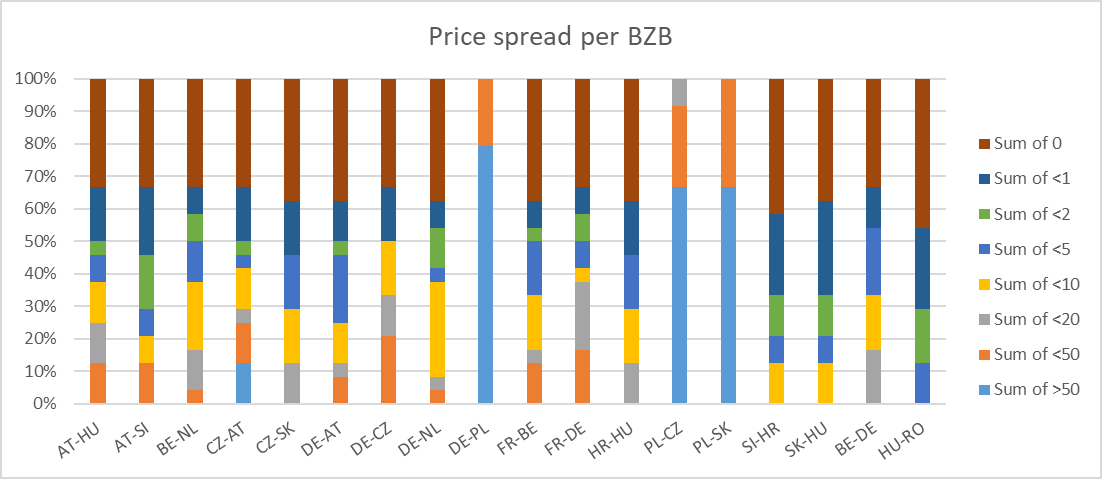 Price spread per BZB
100%
90%
80%
70%
60%
50%
40%
30%
20%
10%
0%
AT-HU
AT-SI
BE-NL
CZ-AT
CZ-SK
DE-AT
DE-CZ
DE-NL
DE-PL
FR-BE
FR-DE
HR-HU
PL-CZ
PL-SK
SI-HR
SK-HU
BE-DE
HU-RO
Sum of 0
Sum of <1
Sum of <2
Sum of <5
Sum of <10
Sum of <20
Sum of <50
Sum of >50